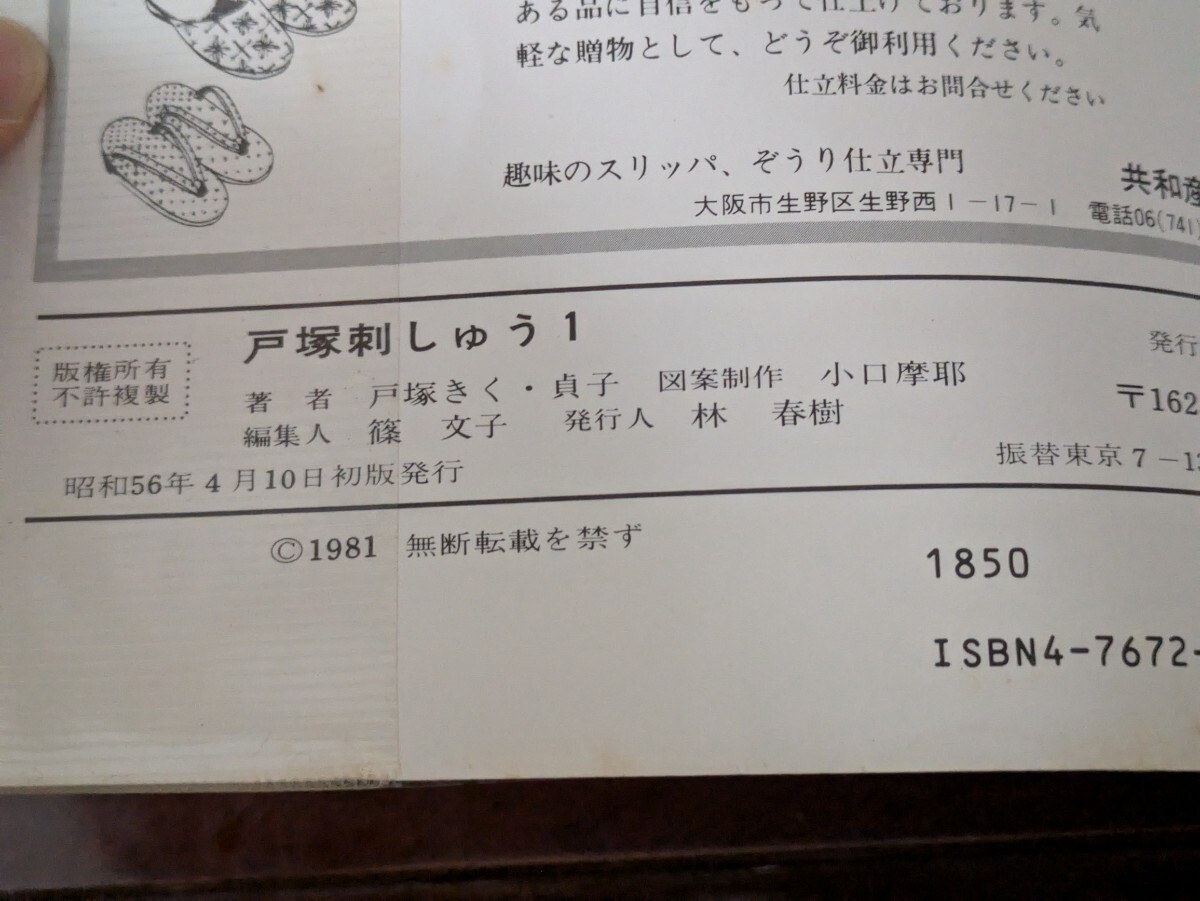 ある品に自信をもって仕上げております。気
軽な贈物として、どうぞ御利用ください。
仕立料金はお問合せください
趣味のスリッパ、ぞうり仕立専門
共和産
大阪市生野区生野西1-17-1 電話06(741)
版権所有
不許複製
戸塚刺しゅう1
発行
著者 戸塚きく・貞子 図案制作 小口摩耶
〒162
編集人 篠 文子 発行人 林 春樹
振替東京7-13
昭和56年4月10日初版発行
©1981 無断転載を禁ず
1850
ISBN4-7672-